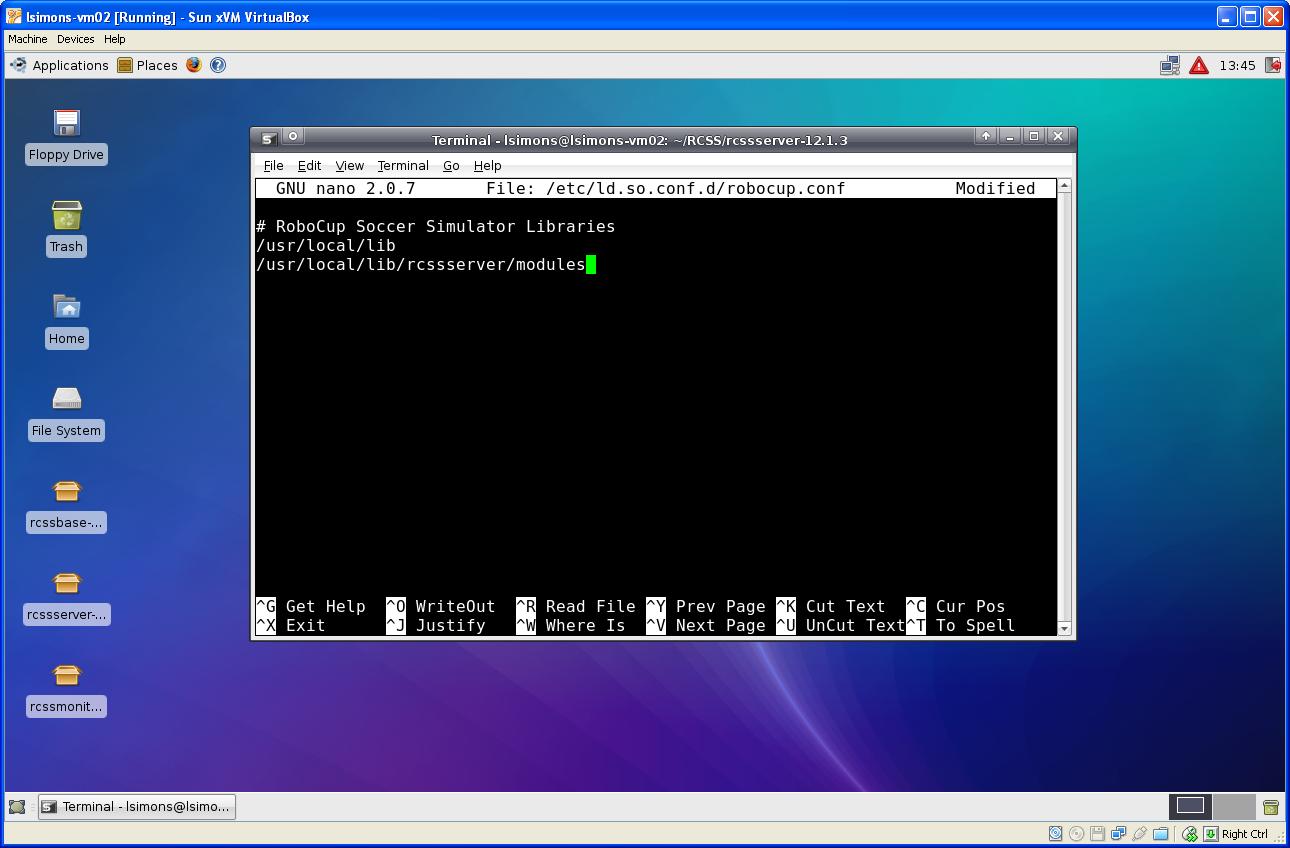 lsimons-vm02 [Running] - Sun xVM VirtualBox
Machine Devices Help
Applications Places 13:45
Floppy Drive
Trash
Home
File System
rcssbase-...
rcssserver-...
rcssmonit...
Terminal - lsimons@lsimons-vm02: ~/RCSS/rcssserver-12.1.3
File Edit View Terminal Go Help
GNU nano 2.0.7 File: /etc/ld.so.conf.d/robocup.conf Modified
# RoboCup Soccer Simulator Libraries
/usr/local/lib
/usr/local/lib/rcssserver/modules
^G Get Help ^O WriteOut ^R Read File ^Y Prev Page ^K Cut Text ^C Cur Pos
^X Exit ^J Justify ^W Where Is ^V Next Page ^U UnCut Text ^T To Spell
Terminal - lsimons@lsimo...
Right Ctrl